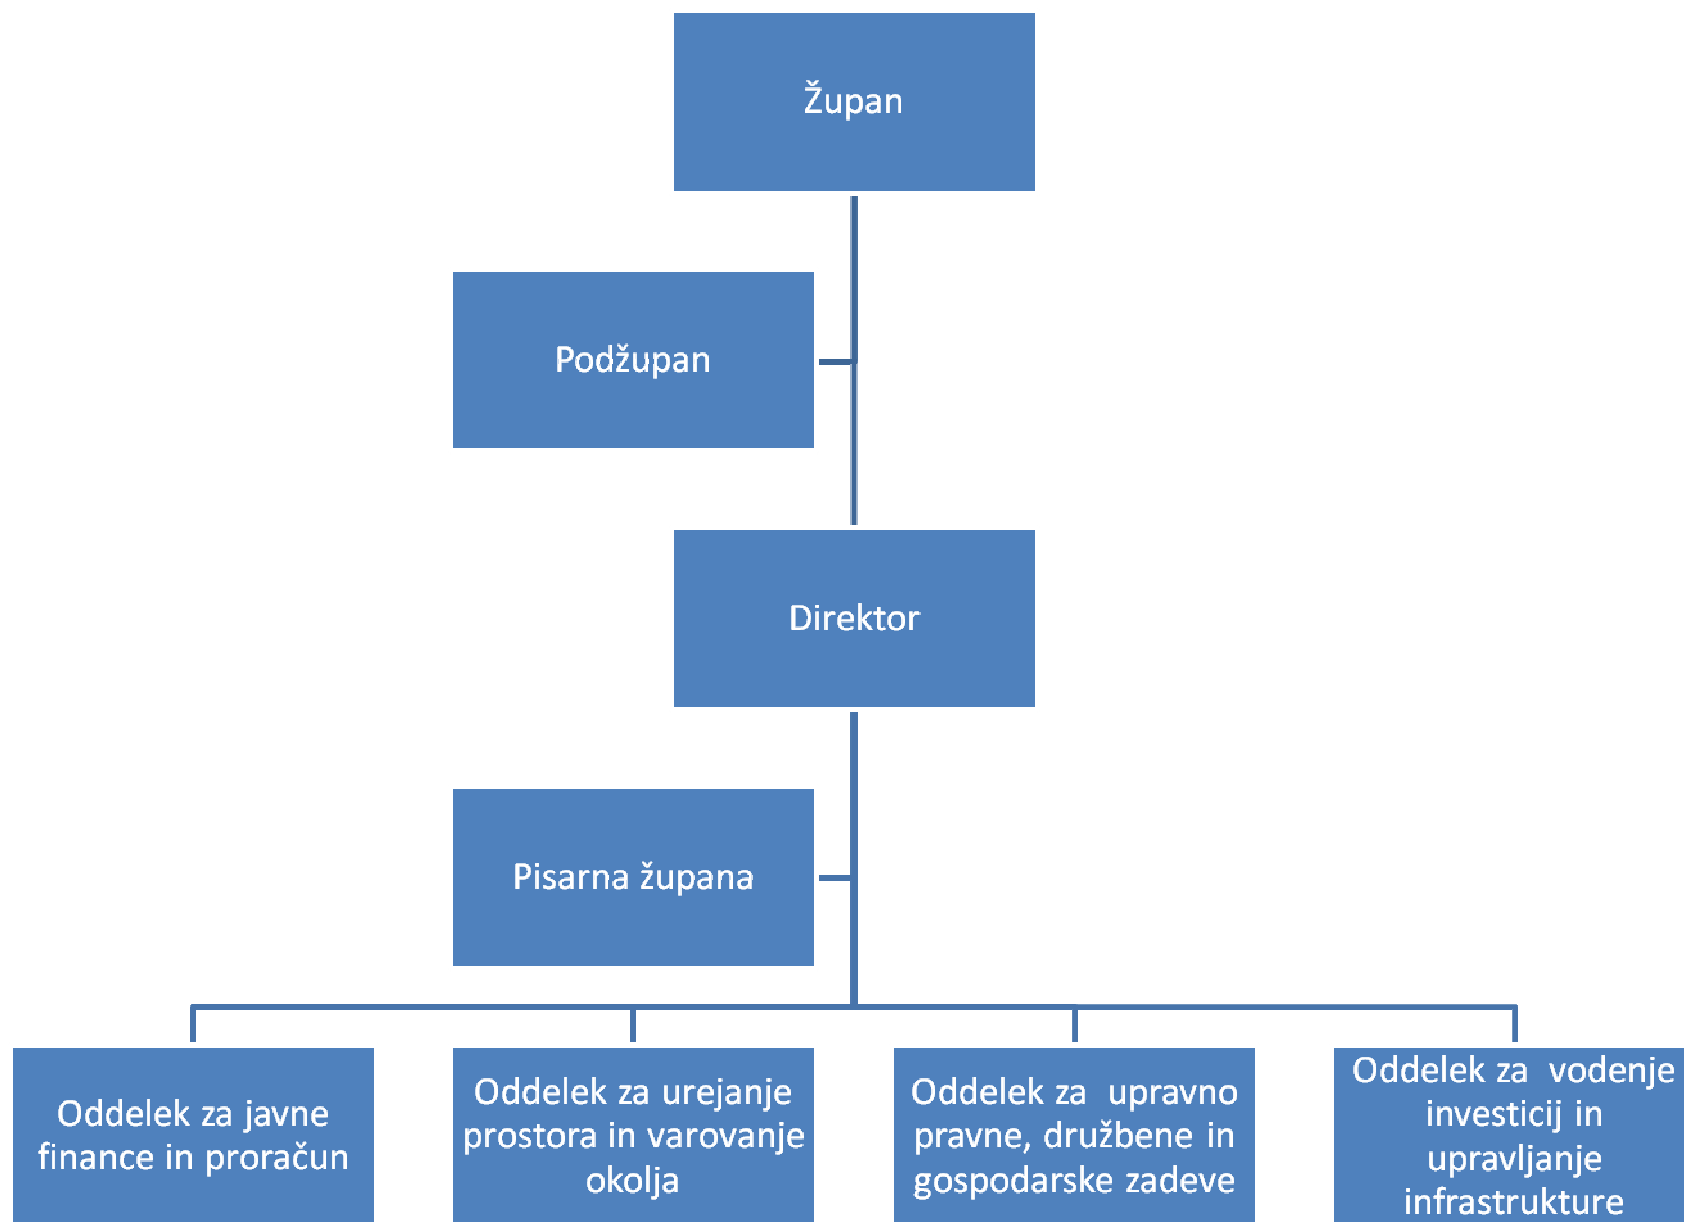 Župan
Podžupan
Direktor
Pisarna župana
Oddelek za javne
finance in proračun
Oddelek za urejanje
prostora in varovanje
okolja
Oddelek za  upravno
pravne, družbene in
gospodarske zadeve
Oddelek za  vodenje
investicij in
upravljanje
infrastrukture